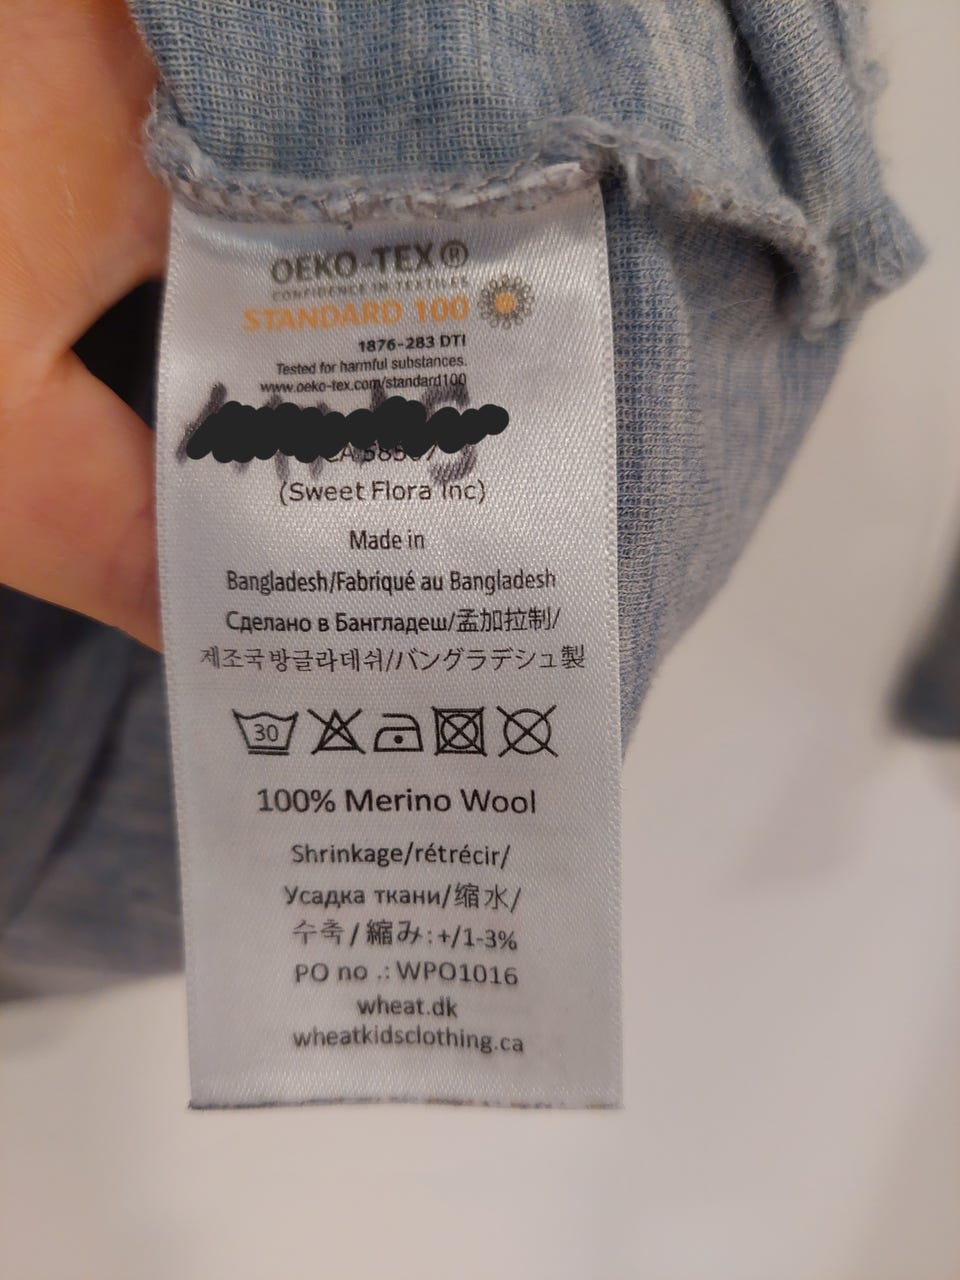 OEKO-TEX®
CONFIDENCE IN TEXTILES
STANDARD 100
1876-283 DTI
Tested for harmful substances.
www.oeko-tex.com/standard100
CA
(Sweet Flora Inc)
Made in
Bangladesh/Fabriqué au Bangladesh
Сделано в Бангладеш/孟加拉制/
제조국방글라데쉬/バングラデシュ製
30
100% Merino Wool
Shrinkage/rétrécir/
Усадка ткани/缩水/
수축/縮み:+/1-3%
PO no .: WPO1016
wheat.dk
wheatkidsclothing.ca